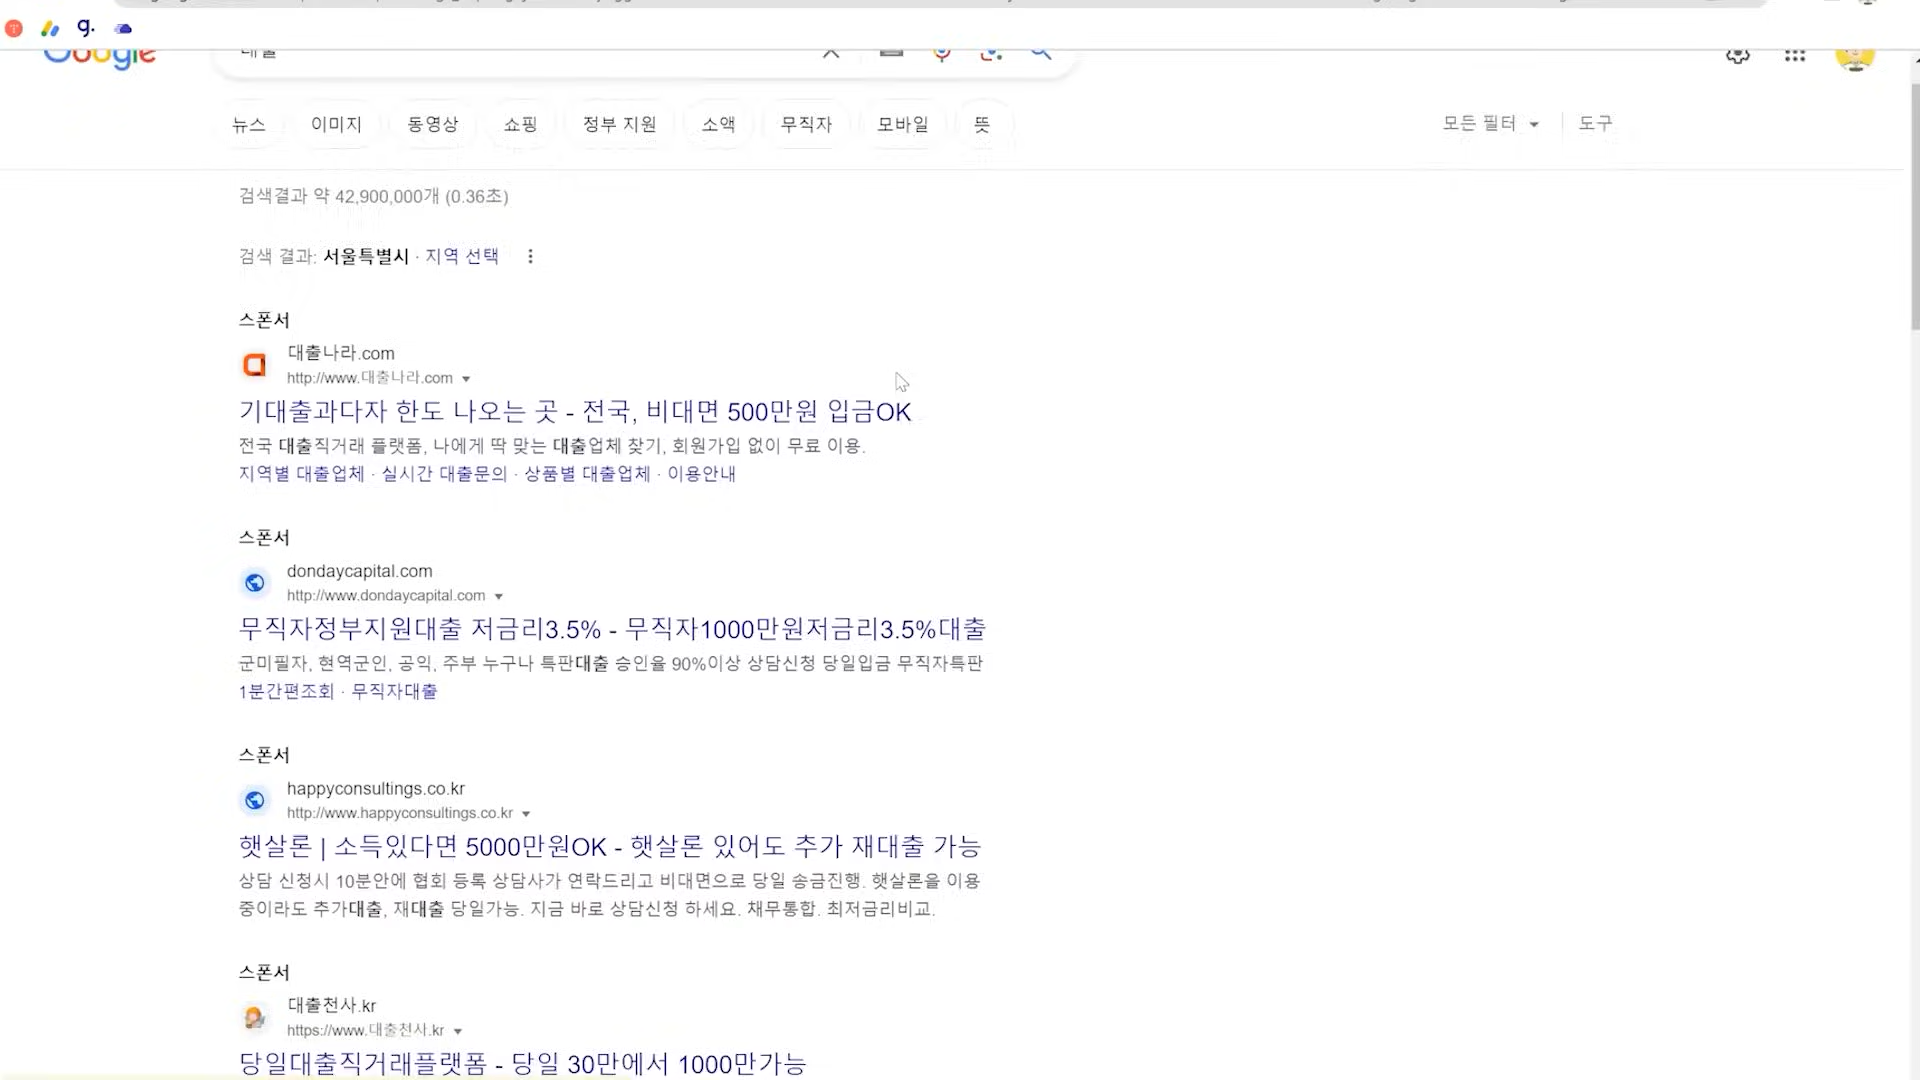 g.
Google
대출
뉴스 이미지 동영상 쇼핑 정부 지원 소액 무직자 모바일 뜻 모든 필터 도구
검색결과 약 42,900,000개 (0.36초)
검색 결과: 서울특별시 · 지역 선택
스폰서
대출나라.com
http://www.대출나라.com
기대출과다자 한도 나오는 곳 - 전국, 비대면 500만원 입금OK
전국 대출직거래 플랫폼, 나에게 딱 맞는 대출업체 찾기, 회원가입 없이 무료 이용.
지역별 대출업체 · 실시간 대출문의 · 상품별 대출업체 · 이용안내
스폰서
dondaycapital.com
http://www.dondaycapital.com
무직자정부지원대출 저금리3.5% - 무직자1000만원저금리3.5%대출
군미필자, 현역군인, 공익, 주부 누구나 특판대출 승인율 90%이상 상담신청 당일입금 무직자특판
1분간편조회 · 무직자대출
스폰서
happyconsultings.co.kr
http://www.happyconsultings.co.kr
햇살론 | 소득있다면 5000만원OK - 햇살론 있어도 추가 재대출 가능
상담 신청시 10분안에 협회 등록 상담사가 연락드리고 비대면으로 당일 송금진행. 햇살론을 이용
중이라도 추가대출, 재대출 당일가능. 지금 바로 상담신청 하세요. 채무통합. 최저금리비교.
스폰서
대출천사.kr
https://www.대출천사.kr
당일대출직거래플랫폼 - 당일 30만에서 1000만가능